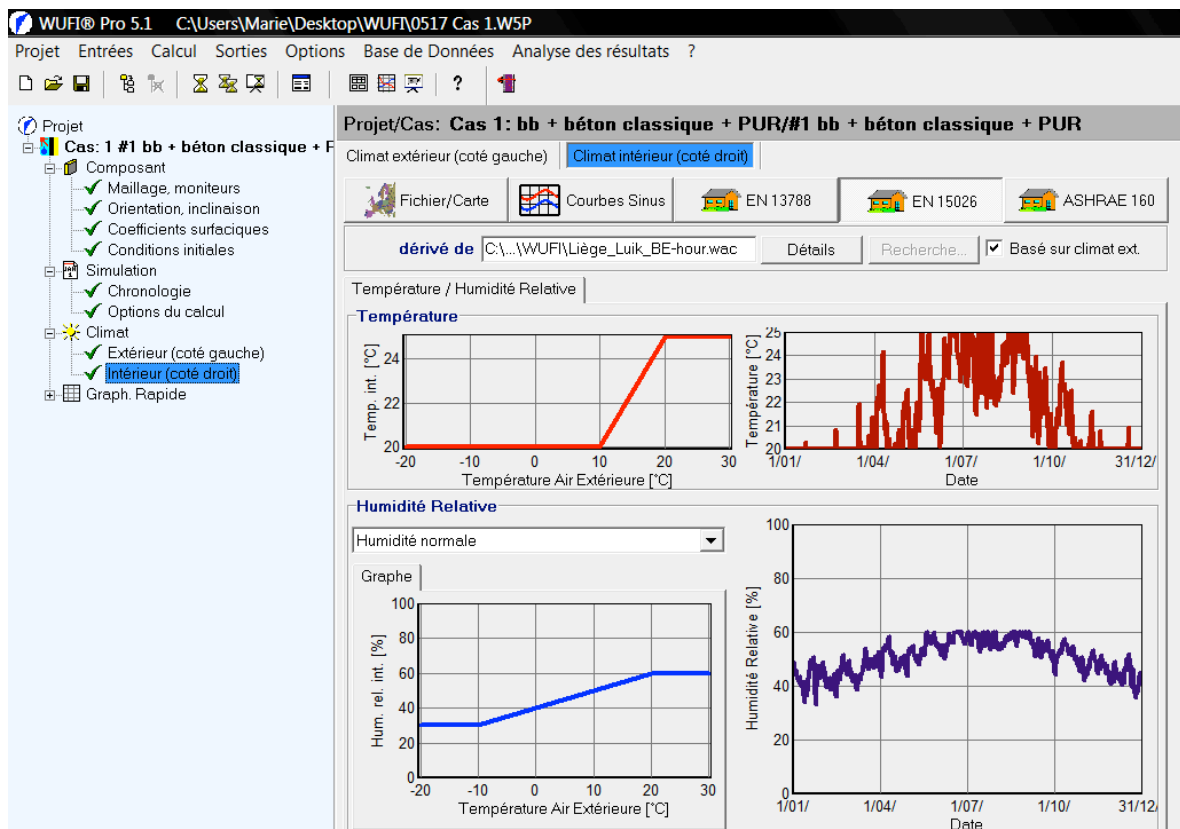 WUFI® Pro 5.1 C:\Users\Marie\Desktop\WUFI\0517 Cas 1.W5P
Projet Entrées Calcul Sorties Options Base de Données Analyse des résultats ?
?
Projet
Cas: 1 #1 bb + béton classique + F
Composant
Maillage, moniteurs
Orientation, inclinaison
Coefficients surfaciques
Conditions initiales
Simulation
Chronologie
Options du calcul
Climat
Extérieur (coté gauche)
Intérieur (coté droit)
Graph. Rapide
Projet/Cas: Cas 1: bb + béton classique + PUR/#1 bb + béton classique + PUR
Climat extérieur (coté gauche) Climat intérieur (coté droit)
Fichier/Carte Courbes Sinus EN 13788 EN 15026 ASHRAE 160
dérivé de C:\...\WUFI\Liège_Luik_BE-hour.wac Détails Recherche... Basé sur climat ext.
Température / Humidité Relative
Température
Temp. int. [°C]
24
22
20
-20 -10 0 10 20 30
Température Air Extérieure [°C]
Température [°C]
25
24
23
22
21
20
1/01/ 1/04/ 1/07/ 1/10/ 31/12/
Date
Humidité Relative
Humidité normale
Graphe
Hum. rel. int. [%]
100
80
60
40
20
0
-20 -10 0 10 20 30
Température Air Extérieure [°C]
Humidité Relative [%]
100
80
60
40
20
0
1/01/ 1/04/ 1/07/ 1/10/ 31/12/
Date